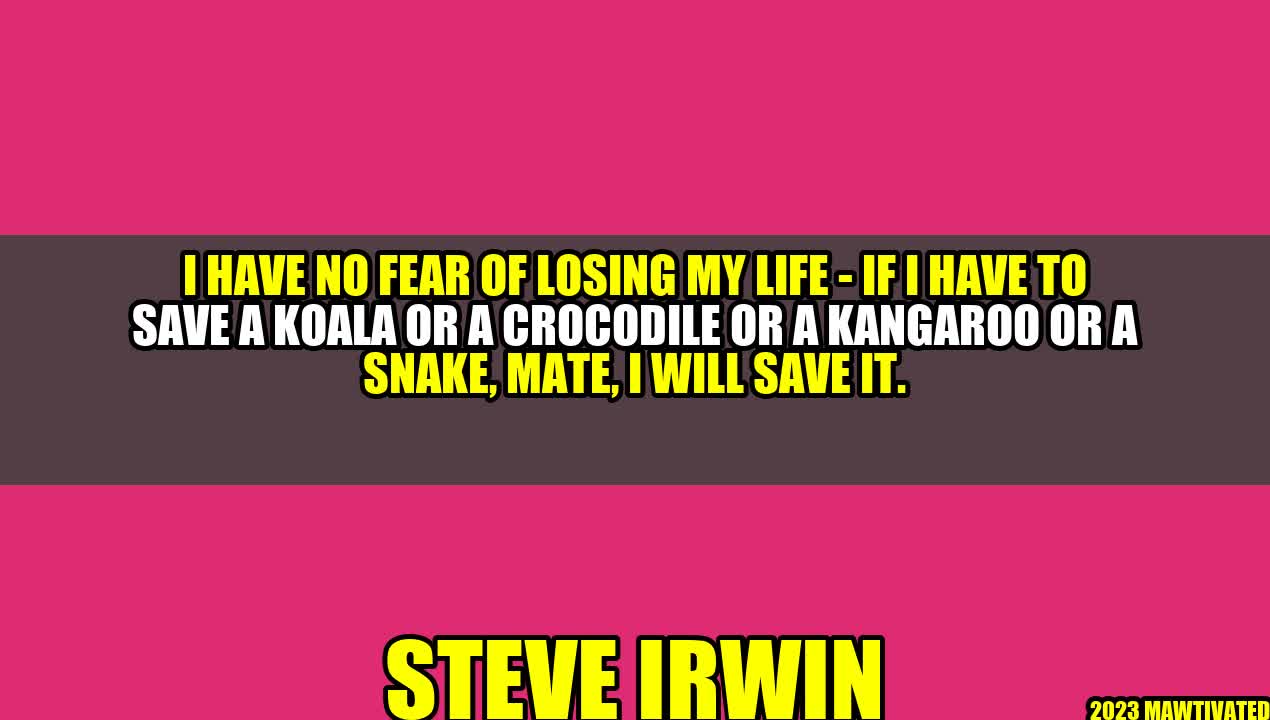 I HAVE NO FEAR OF LOSING MY LIFE - IF I HAVE TO
SAVE A KOALA OR A CROCODILE OR A KANGAROO OR A
SNAKE, MATE, I WILL SAVE IT.
STEVE IRWIN
2023 MAWTIVATED